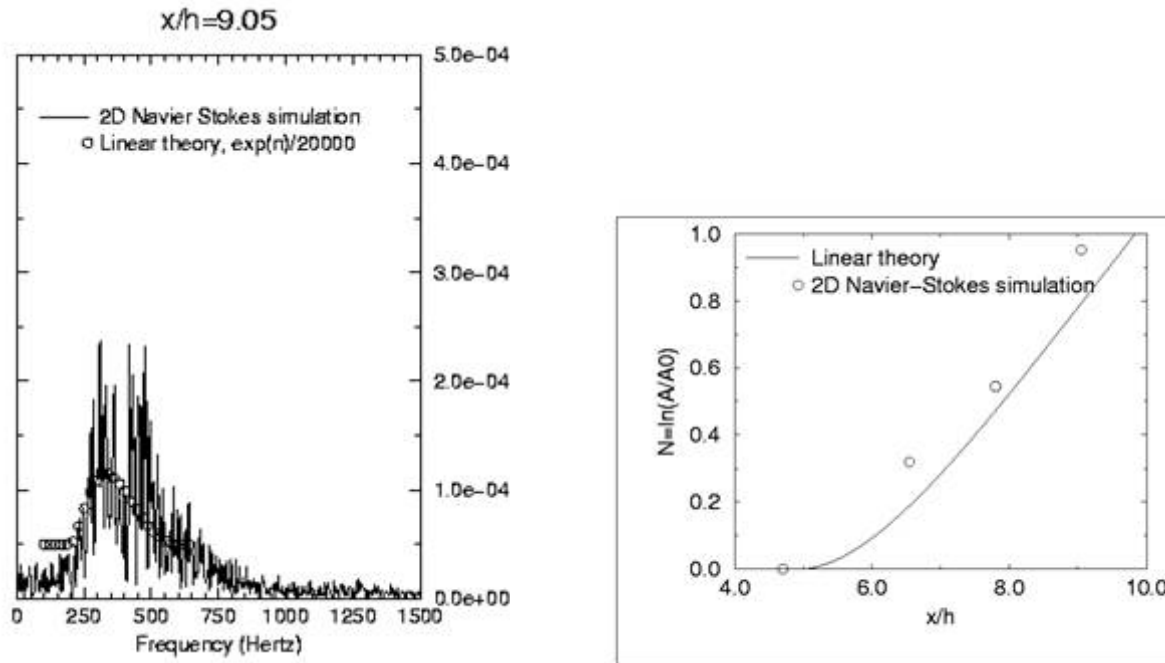 x/h=9.05
5.0e-04
2D Navier Stokes simulation
Linear theory, exp(n)/20000
4.0e-04
3.0e-04
2.0e-04
1.0e-04
0.0e+00
0 250 500 750 1000 1250 1500
Frequency (Hertz)
1.0
Linear theory
2D Navier-Stokes simulation
0.8
0.6
N=ln(A/A0)
0.4
0.2
0.0
4.0 6.0 8.0 10.0
x/h